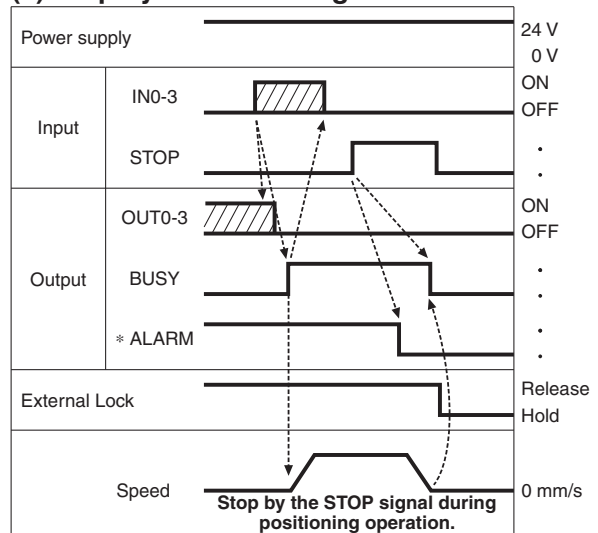 Power supply
24 V
0 V
Input
IN0-3
ON
OFF
STOP
Output
OUT0-3
ON
OFF
BUSY
* ALARM
External Lock
Release
Hold
Speed
0 mm/s
Stop by the STOP signal during
positioning operation.